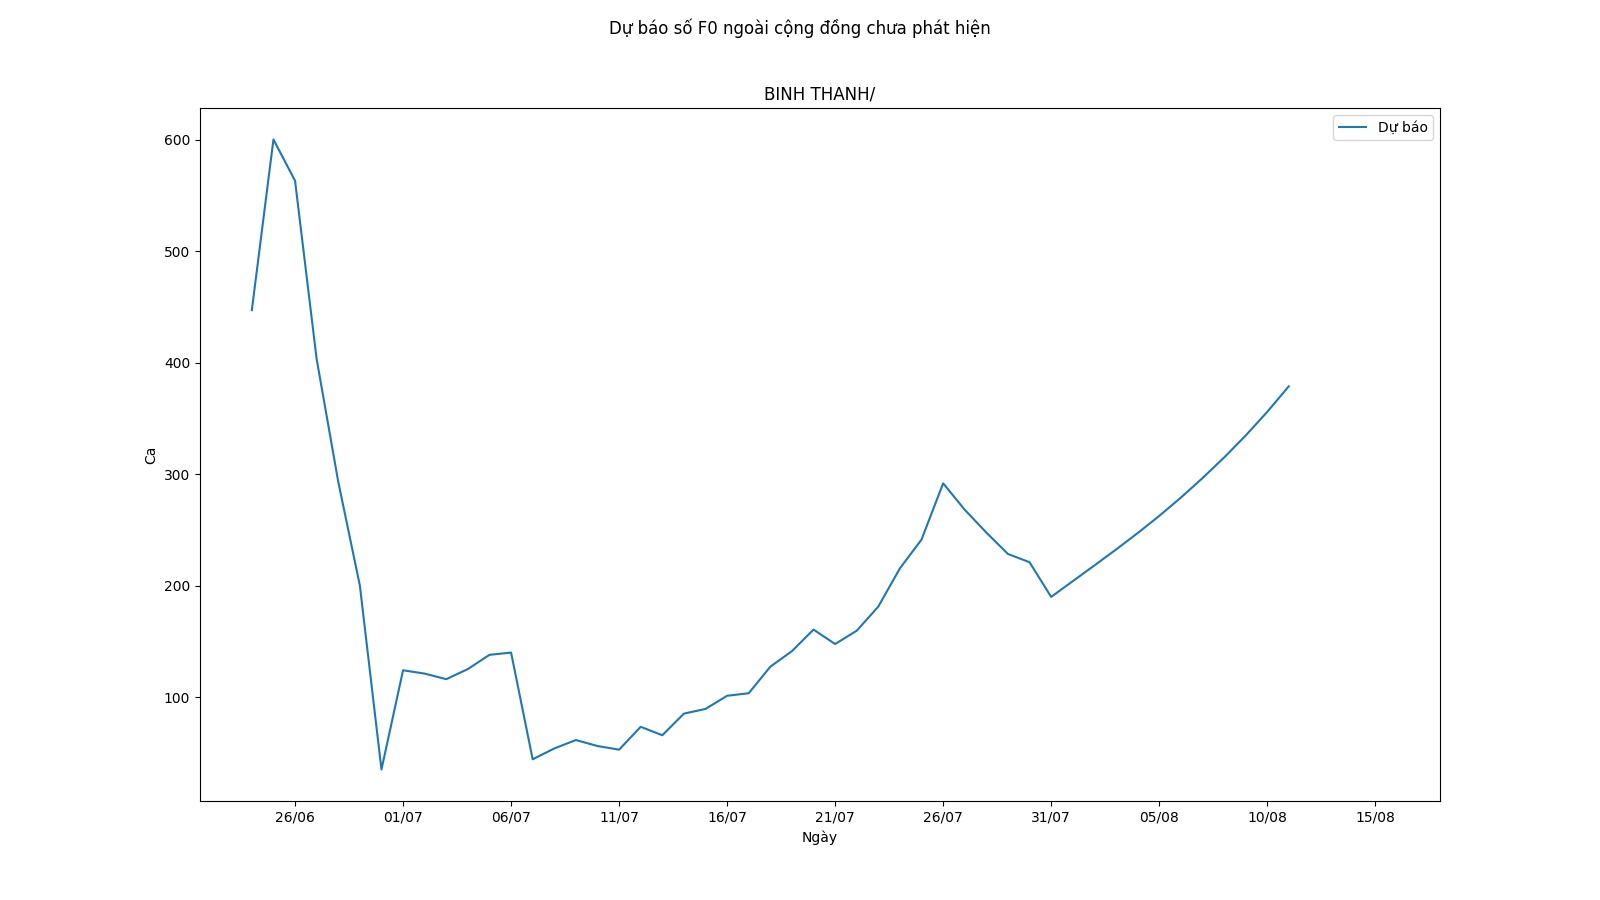 Dự báo số F0 ngoài cộng đồng chưa phát hiện
BINH THANH/
Dự báo
600
500
400
300
200
100
Ca
26/06 01/07 06/07 11/07 16/07 21/07 26/07 31/07 05/08 10/08 15/08
Ngày